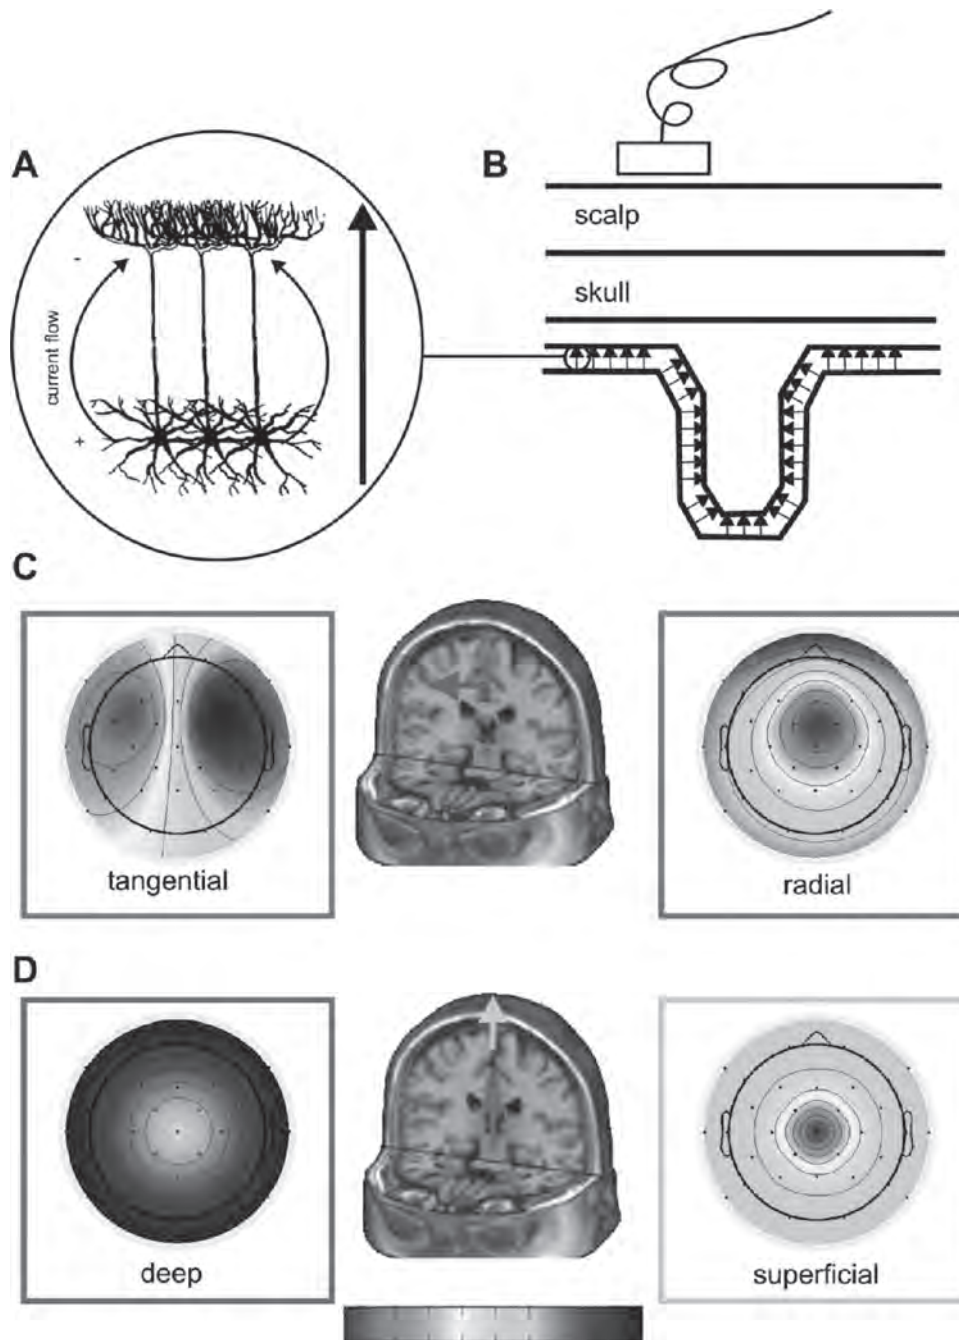 A
B
scalp
skull
-
current flow
+
C
tangential
radial
D
deep
superficial